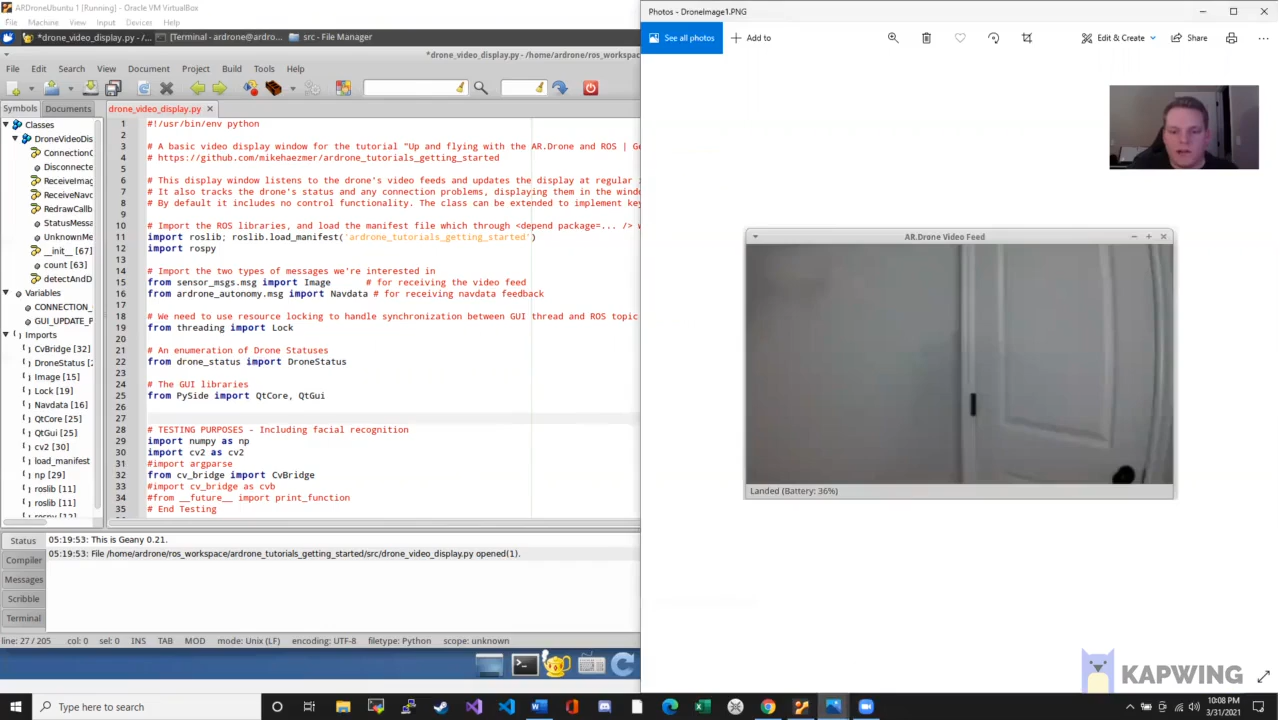 ARDroneUbuntu 1 [Running] - Oracle VM VirtualBox
File Machine View Input Devices Help
*drone_video_display.py - /... [Terminal - ardrone@ardro... src - File Manager
*drone_video_display.py - /home/ardrone/ros_workspace
File Edit Search View Document Project Build Tools Help
Symbols Documents drone_video_display.py
Classes
DroneVideoDis
ConnectionC
Disconnecte
ReceiveImag
ReceiveNavc
RedrawCallb
StatusMessa
UnknownMe
__init__ [67]
count [63]
detectAndD
Variables
CONNECTION_
GUI_UPDATE_P
Imports
CvBridge [32]
DroneStatus [2
Image [15]
Lock [19]
Navdata [16]
QtCore [25]
QtGui [25]
cv2 [30]
load_manifest
np [29]
roslib [11]
roslib [11]
rospy [12]
1 #!/usr/bin/env python
2
3 # A basic video display window for the tutorial "Up and flying with the AR.Drone and ROS | Ge
4 # https://github.com/mikehaezmer/ardrone_tutorials_getting_started
5
6 # This display window listens to the drone's video feeds and updates the display at regular i
7 # It also tracks the drone's status and any connection problems, displaying them in the windo
8 # By default it includes no control functionality. The class can be extended to implement key
9
10 # Import the ROS libraries, and load the manifest file which through <depend package=... /> w
11 import roslib; roslib.load_manifest('ardrone_tutorials_getting_started')
12 import rospy
13
14 # Import the two types of messages we're interested in
15 from sensor_msgs.msg import Image # for receiving the video feed
16 from ardrone_autonomy.msg import Navdata # for receiving navdata feedback
17
18 # We need to use resource locking to handle synchronization between GUI thread and ROS topic
19 from threading import Lock
20
21 # An enumeration of Drone Statuses
22 from drone_status import DroneStatus
23
24 # The GUI libraries
25 from PySide import QtCore, QtGui
26
27
28 # TESTING PURPOSES - Including facial recognition
29 import numpy as np
30 import cv2 as cv2
31 #import argparse
32 from cv_bridge import CvBridge
33 #import cv_bridge as cvb
34 #from __future__ import print_function
35 # End Testing
Status
Compiler
Messages
Scribble
Terminal
05:19:53: This is Geany 0.21.
05:19:53: File /home/ardrone/ros_workspace/ardrone_tutorials_getting_started/src/drone_video_display.py opened(1).
line: 27 / 205 col: 0 sel: 0 INS TAB MOD mode: Unix (LF) encoding: UTF-8 filetype: Python scope: unknown
Photos - DroneImage1.PNG
See all photos Add to Edit & Create Share
AR.Drone Video Feed
Landed (Battery: 36%)
KAPWING
Type here to search
10:08 PM
3/31/2021